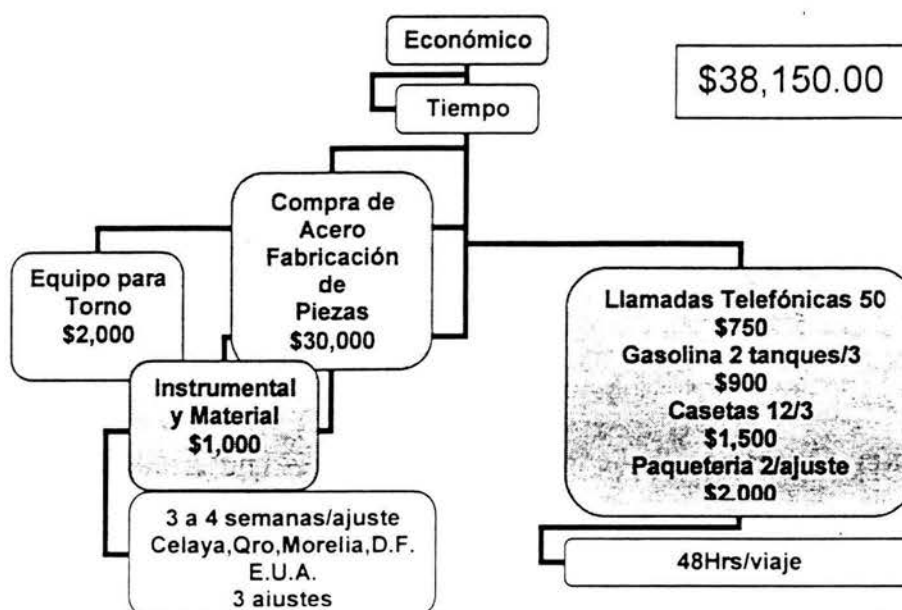 Económico
$38,150.00
Tiempo
Compra de
Acero
Fabricación
de
Piezas
$30,000
Equipo para
Torno
$2,000
Instrumental
y Material
$1,000
Llamadas Telefónicas 50
$750
Gasolina 2 tanques/3
$900
Casetas 12/3
$1,500
Paqueteria 2/ajuste
$2.000
3 a 4 semanas/ajuste
Celaya,Qro,Morelia,D.F.
E.U.A.
3 ajustes
48Hrs/viaje